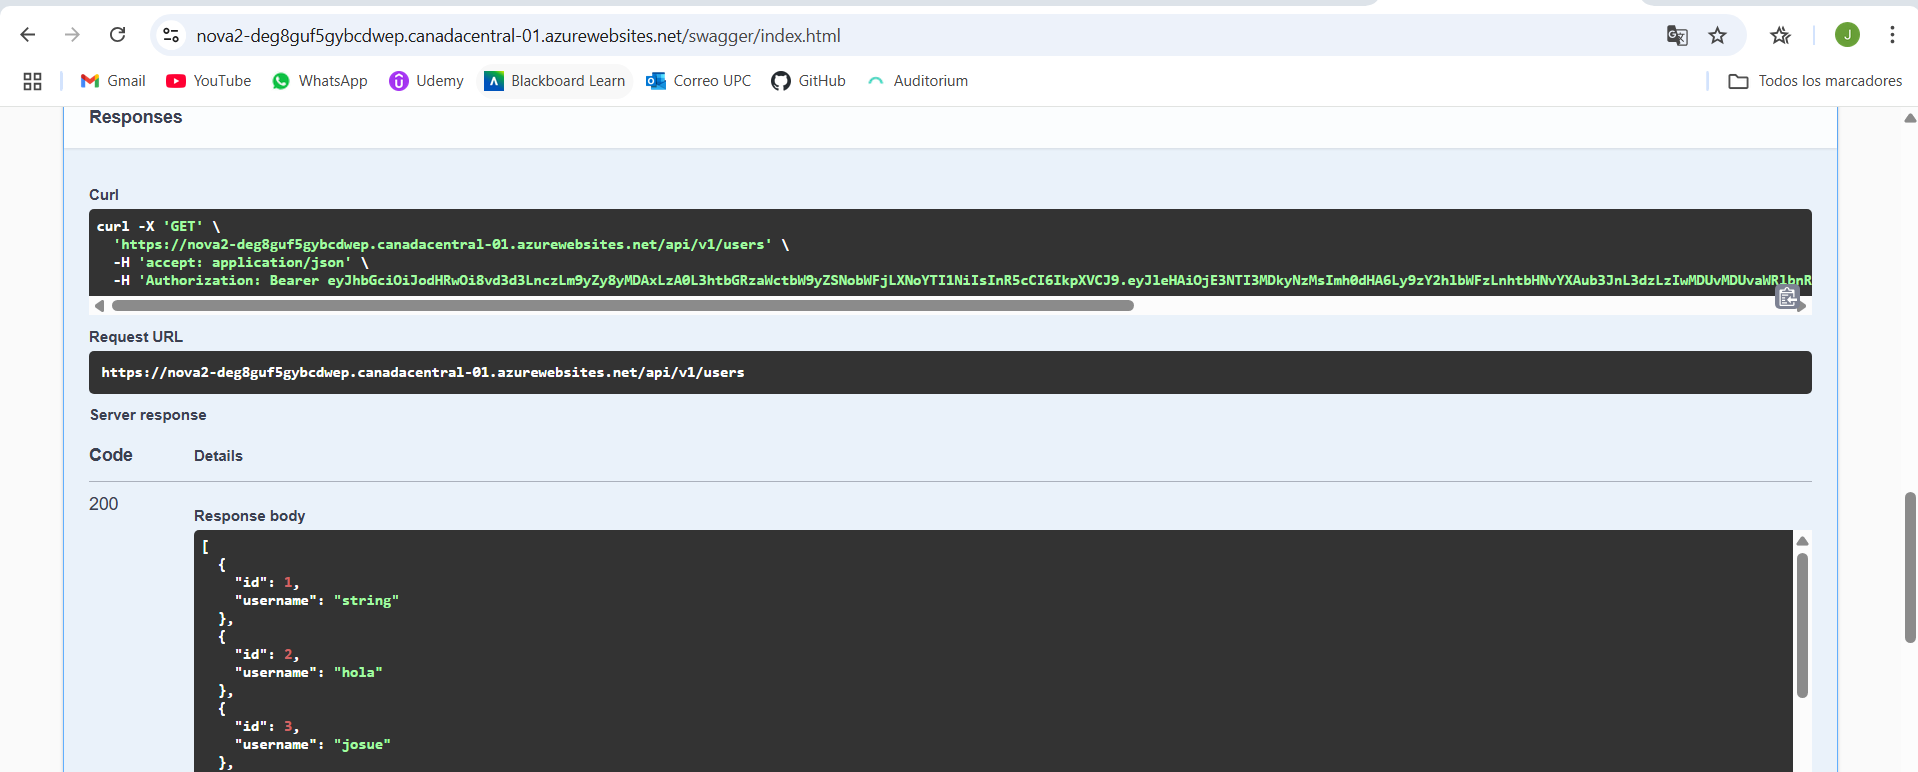 nova2-deg8guf5gybcdwep.canadacentral-01.azurewebsites.net/swagger/index.html
J
Gmail YouTube WhatsApp Udemy Blackboard Learn Correo UPC GitHub Auditorium Todos los marcadores
Responses
Curl
curl -X 'GET' \
'https://nova2-deg8guf5gybcdwep.canadacentral-01.azurewebsites.net/api/v1/users' \
-H 'accept: application/json' \
-H 'Authorization: Bearer
Request URL
https://nova2-deg8guf5gybcdwep.canadacentral-01.azurewebsites.net/api/v1/users
Server response
Code Details
200
Response body
[
{
"id": 1,
"username": "string"
},
{
"id": 2,
"username": "hola"
},
{
"id": 3,
"username": "josue"
},